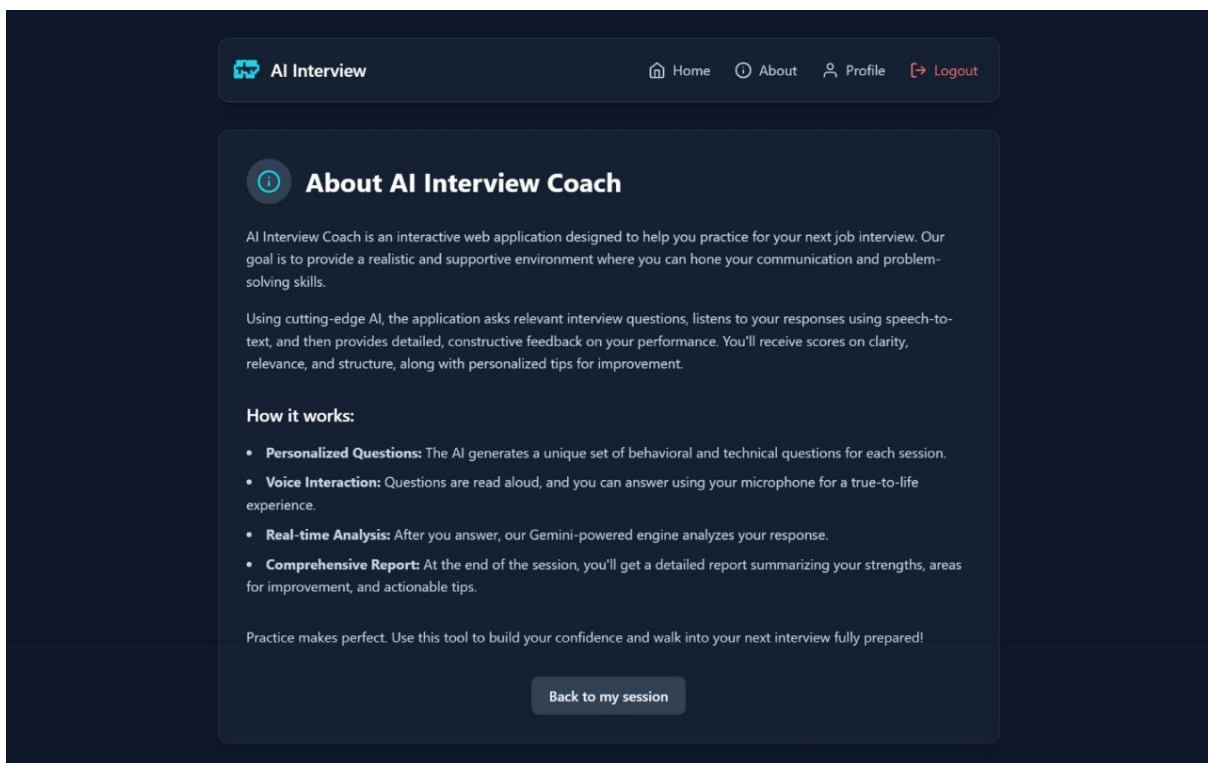 AI Interview
Home
About
Profile
Logout
About AI Interview Coach
AI Interview Coach is an interactive web application designed to help you practice for your next job interview. Our
goal is to provide a realistic and supportive environment where you can hone your communication and problem-
solving skills.
Using cutting-edge AI, the application asks relevant interview questions, listens to your responses using speech-to-
text, and then provides detailed, constructive feedback on your performance. You'll receive scores on clarity,
relevance, and structure, along with personalized tips for improvement.
How it works:
• Personalized Questions: The AI generates a unique set of behavioral and technical questions for each session.
• Voice Interaction: Questions are read aloud, and you can answer using your microphone for a true-to-life
experience.
• Real-time Analysis: After you answer, our Gemini-powered engine analyzes your response.
• Comprehensive Report: At the end of the session, you'll get a detailed report summarizing your strengths, areas
for improvement, and actionable tips.
Practice makes perfect. Use this tool to build your confidence and walk into your next interview fully prepared!
Back to my session